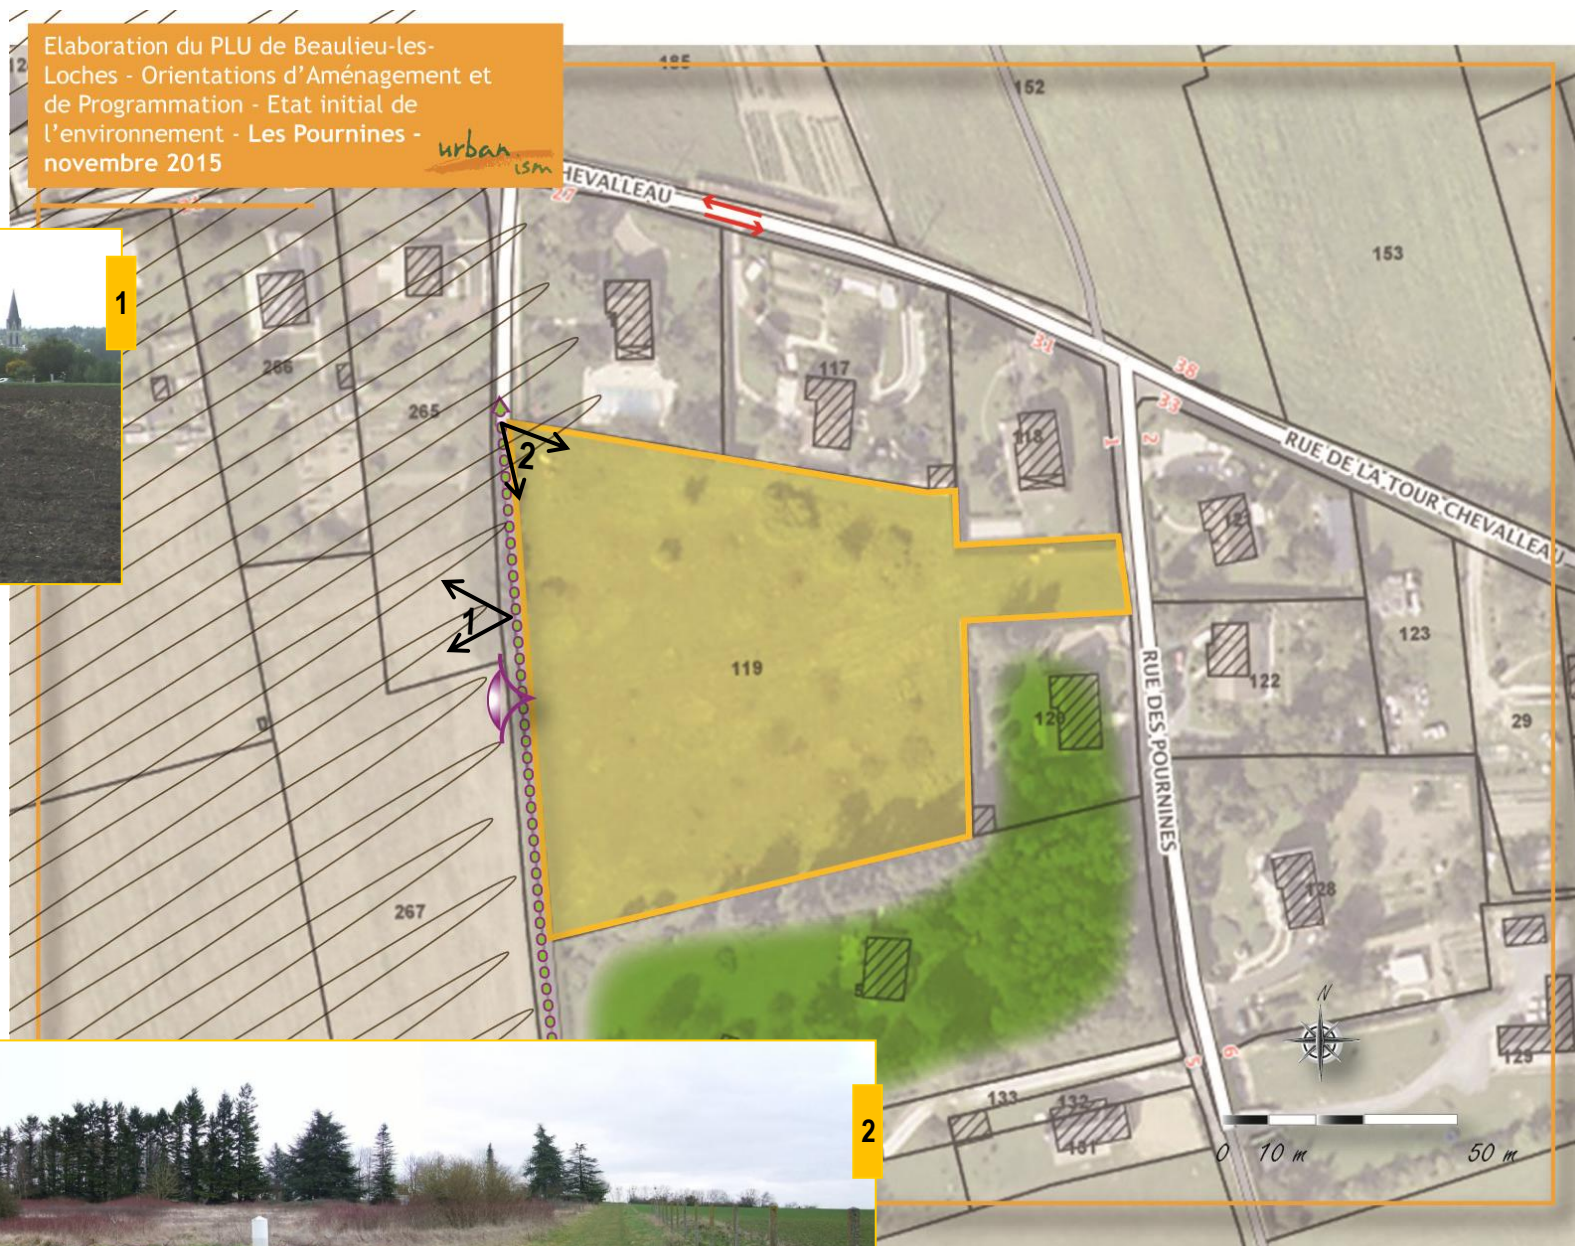 Elaboration du PLU de Beaulieu-les-
Loches - Orientations d'Aménagement et
de Programmation - Etat initial de
l'environnement - Les Pournines -
novembre 2015
urban
ism
185
152
153
HEVALLEAU
27
1
266
265
117
31
38
33
118
1
2
RUE DE LA TOUR CHEVALLEAU
2
1
119
123
122
29
120
RUE DES POURNINES
128
267
N
129
5
6
133
132
131
0 10 m 50 m
2